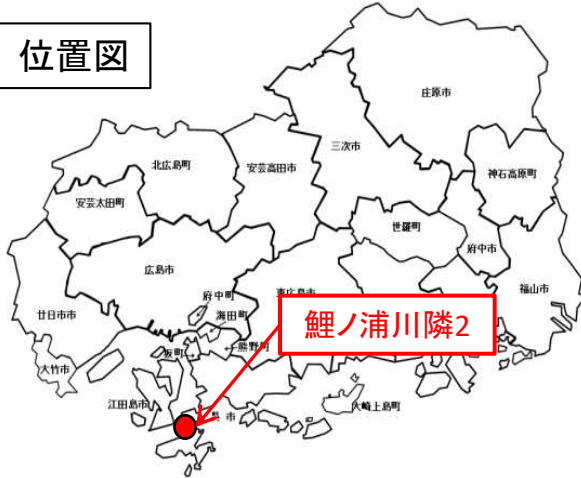 位置図
庄原市
三次市
北広島町
安芸高田市
神石高原町
安芸太田町
世羅町
府中市
広島市
東広島市
福山市
府中町
廿日市市
海田町
鯉ノ浦川隣2
坂町
熊野町
大竹市
江田島市
大崎上島町
呉市